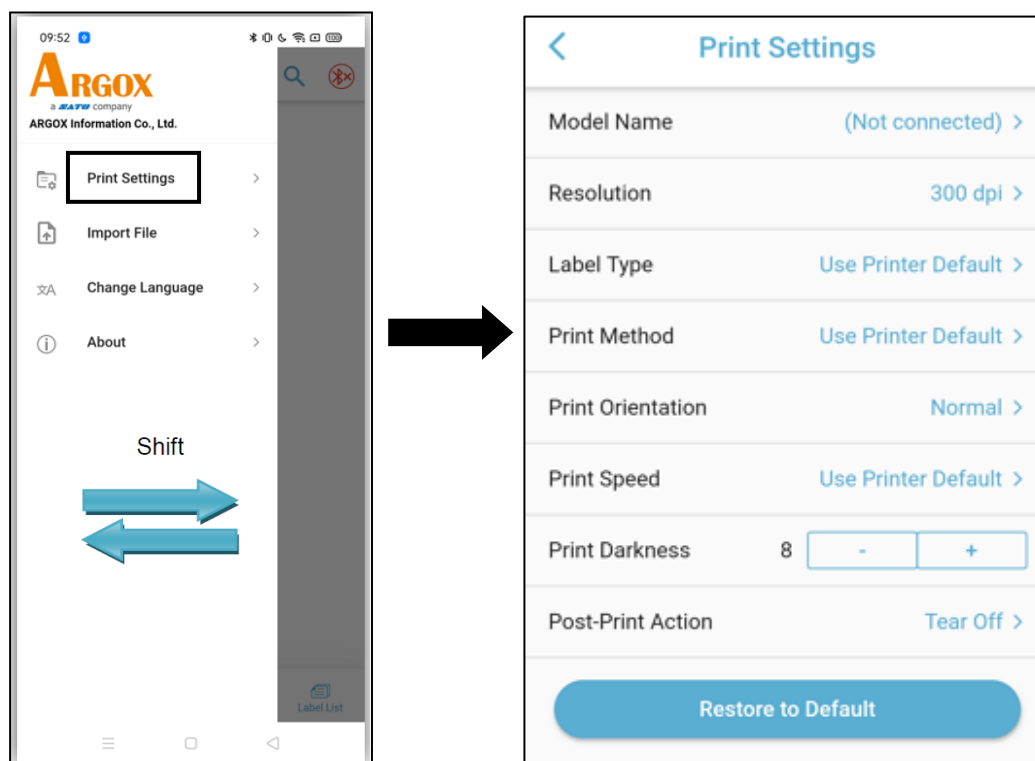 09:52
100
ARGOX
a SATO company
ARGOX Information Co., Ltd.
Print Settings
Import File
Change Language
About
Shift
Label List
Print Settings
Model Name (Not connected)
Resolution 300 dpi
Label Type Use Printer Default
Print Method Use Printer Default
Print Orientation Normal
Print Speed Use Printer Default
Print Darkness 8 - +
Post-Print Action Tear Off
Restore to Default